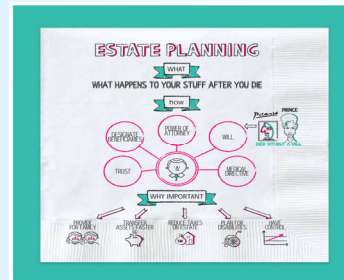 ESTATE PLANNING
WHAT
WHAT HAPPENS TO YOUR STUFF AFTER YOU DIE
how
DESIGNATE
BENEFICIARIES
POWER OF
ATTORNEY
WILL
Picasso
PRINCE
DIED WITHOUT A WILL
TRUST
MEDICAL
DIRECTIVE
WHY IMPORTANT
PROVIDE
FOR FAMILY
TRANSFER
ASSETS FASTER
REDUCE TAXES
ON ESTATE
PLAN FOR
DISABILITIES
HAVE
CONTROL